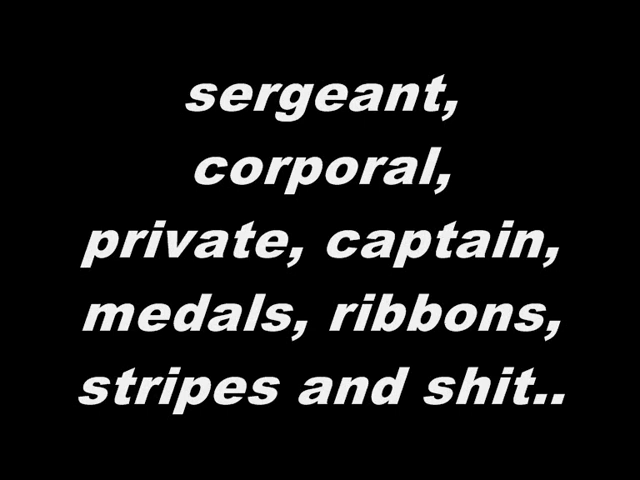 sergeant,
corporal,
private, captain,
medals, ribbons,
stripes and shit..